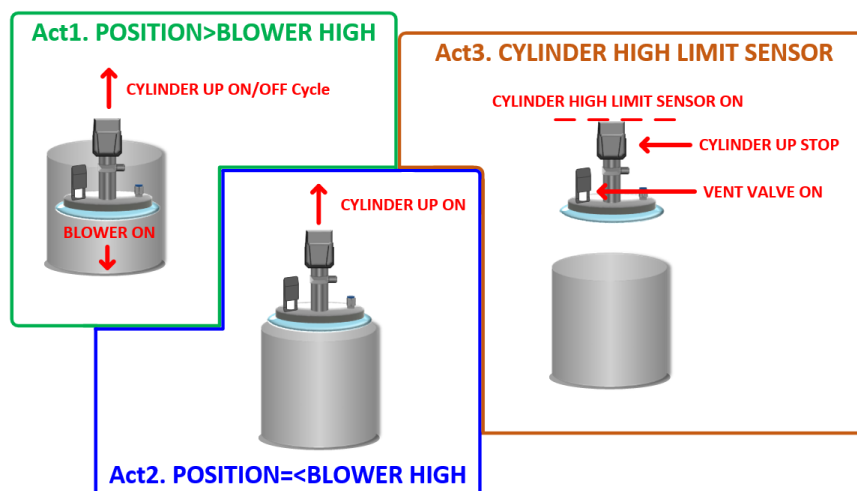 Act1. POSITION>BLOWER HIGH
CYLINDER UP ON/OFF Cycle
BLOWER ON
CYLINDER UP ON
Act2. POSITION=<BLOWER HIGH
Act3. CYLINDER HIGH LIMIT SENSOR
CYLINDER HIGH LIMIT SENSOR ON
CYLINDER UP STOP
VENT VALVE ON